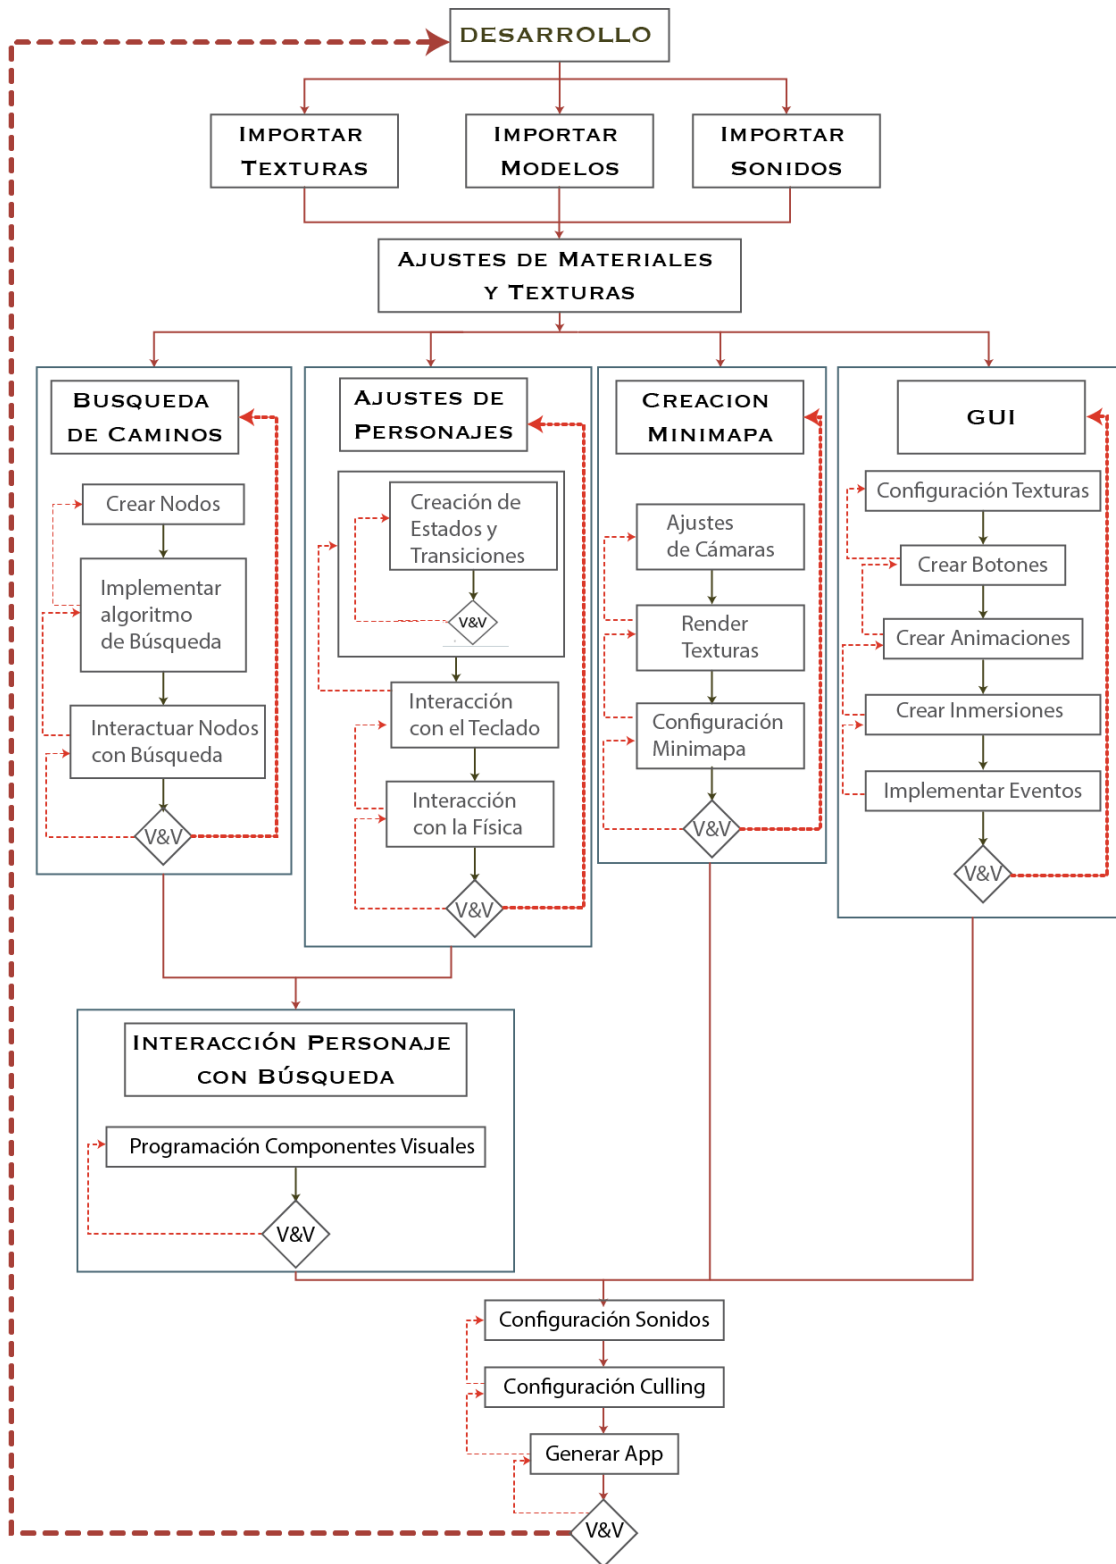 DESARROLLO
IMPORTAR
TEXTURAS
IMPORTAR
MODELOS
IMPORTAR
SONIDOS
AJUSTES DE MATERIALES
Y TEXTURAS
BUSQUEDA
DE CAMINOS
Crear Nodos
Implementar
algoritmo
de Búsqueda
Interactuar Nodos
con Búsqueda
V&V
AJUSTES DE
PERSONAJES
Creación de
Estados y
Transiciones
V&V
Interacción
con el Teclado
Interacción
con la Física
V&V
CREACION
MINIMAPA
Ajustes
de Cámaras
Render
Texturas
Configuración
Minimapa
V&V
GUI
Configuración Texturas
Crear Botones
Crear Animaciones
Crear Inmersiones
Implementar Eventos
V&V
INTERACCIÓN PERSONAJE
CON BÚSQUEDA
Programación Componentes Visuales
V&V
Configuración Sonidos
Configuración Culling
Generar App
V&V